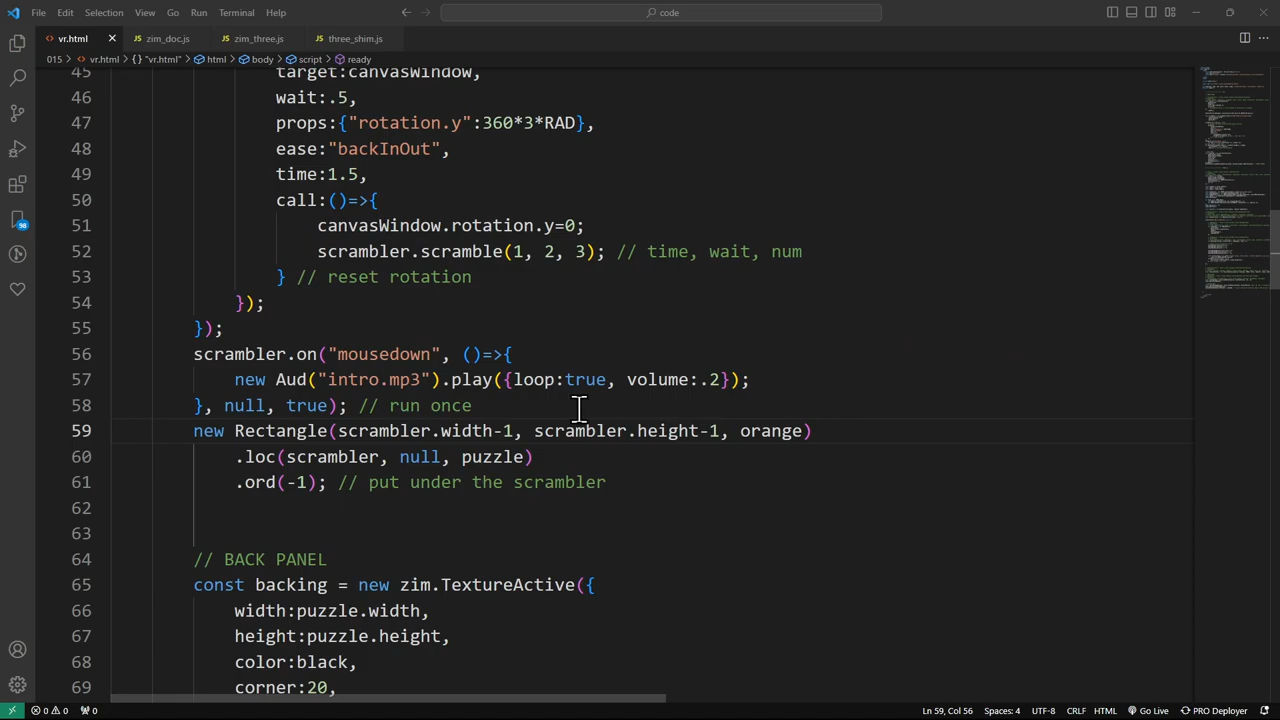 File Edit Selection View Go Run Terminal Help
code
vr.html
zim_doc.js
zim_three.js
three_shim.js
015 > vr.html > {} "vr.html" > html > body > script > ready
45 target:canvasWindow,
46 wait:.5,
47 props:{"rotation.y":360*3*RAD},
48 ease:"backInOut",
49 time:1.5,
50 call:()=>{
51 canvasWindow.rotation.y=0;
52 scrambler.scramble(1, 2, 3); // time, wait, num
53 } // reset rotation
54 });
55 });
56 scrambler.on("mousedown", ()=>{
57 new Aud("intro.mp3").play({loop:true, volume:.2});
58 }, null, true); // run once
59 new Rectangle(scrambler.width-1, scrambler.height-1, orange)
60 .loc(scrambler, null, puzzle)
61 .ord(-1); // put under the scrambler
62
63
64 // BACK PANEL
65 const backing = new zim.TextureActive({
66 width:puzzle.width,
67 height:puzzle.height,
68 color:black,
69 corner:20,
98
0 0 0 Ln 59, Col 56 Spaces: 4 UTF-8 CRLF HTML Go Live PRO Deployer